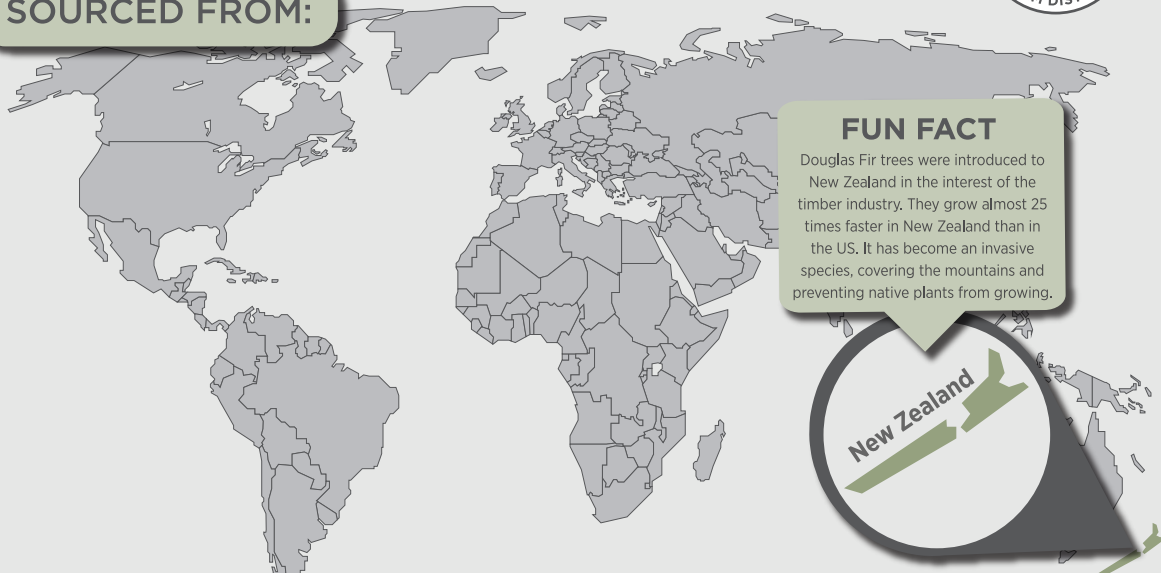 SOURCED FROM:
FUN FACT
Douglas Fir trees were introduced to
New Zealand in the interest of the
timber industry. They grow almost 25
times faster in New Zealand than in
the US. It has become an invasive
species, covering the mountains and
preventing native plants from growing.
New Zealand